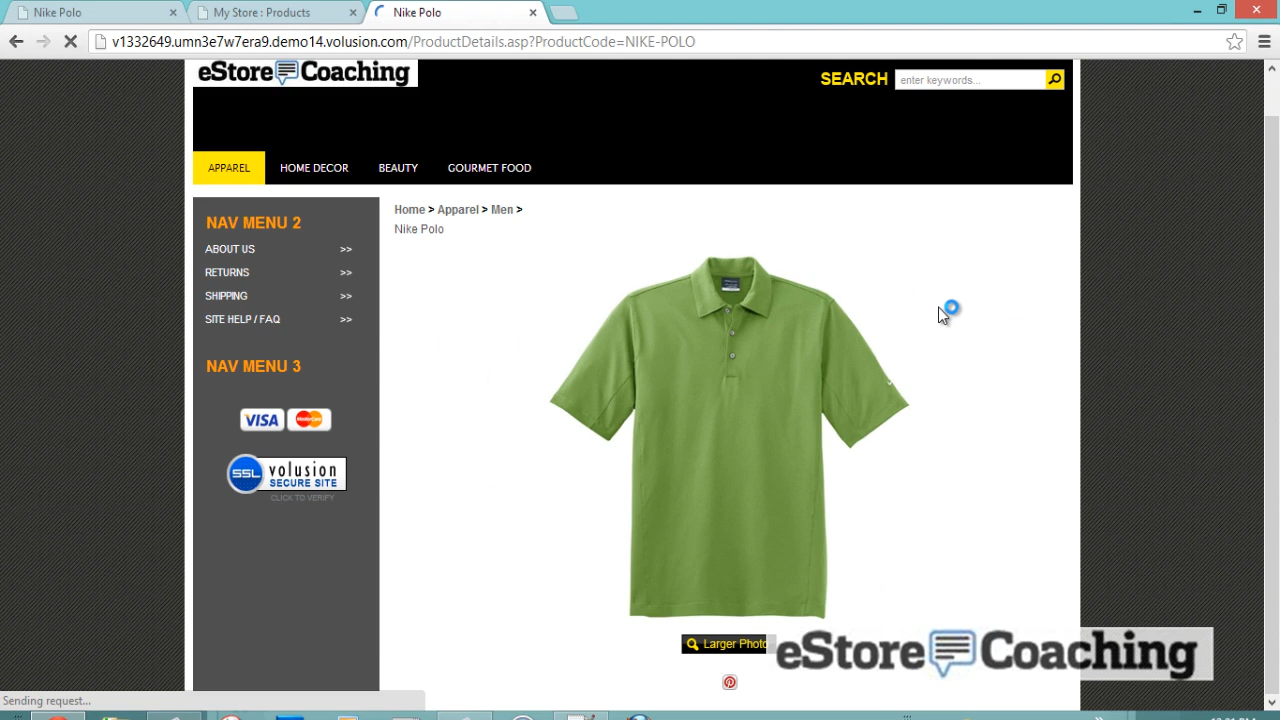 Nike Polo
My Store : Products
Nike Polo
v1332649.umn3e7w7era9.demo14.volusion.com/ProductDetails.asp?ProductCode=NIKE-POLO
eStore Coaching
SEARCH
enter keywords...
APPAREL
HOME DECOR
BEAUTY
GOURMET FOOD
NAV MENU 2
ABOUT US >>
RETURNS >>
SHIPPING >>
SITE HELP / FAQ >>
NAV MENU 3
VISA
MasterCard
SSL
volusion
SECURE SITE
CLICK TO VERIFY
Home > Apparel > Men >
Nike Polo
Larger Photo
eStore Coaching
Sending request...